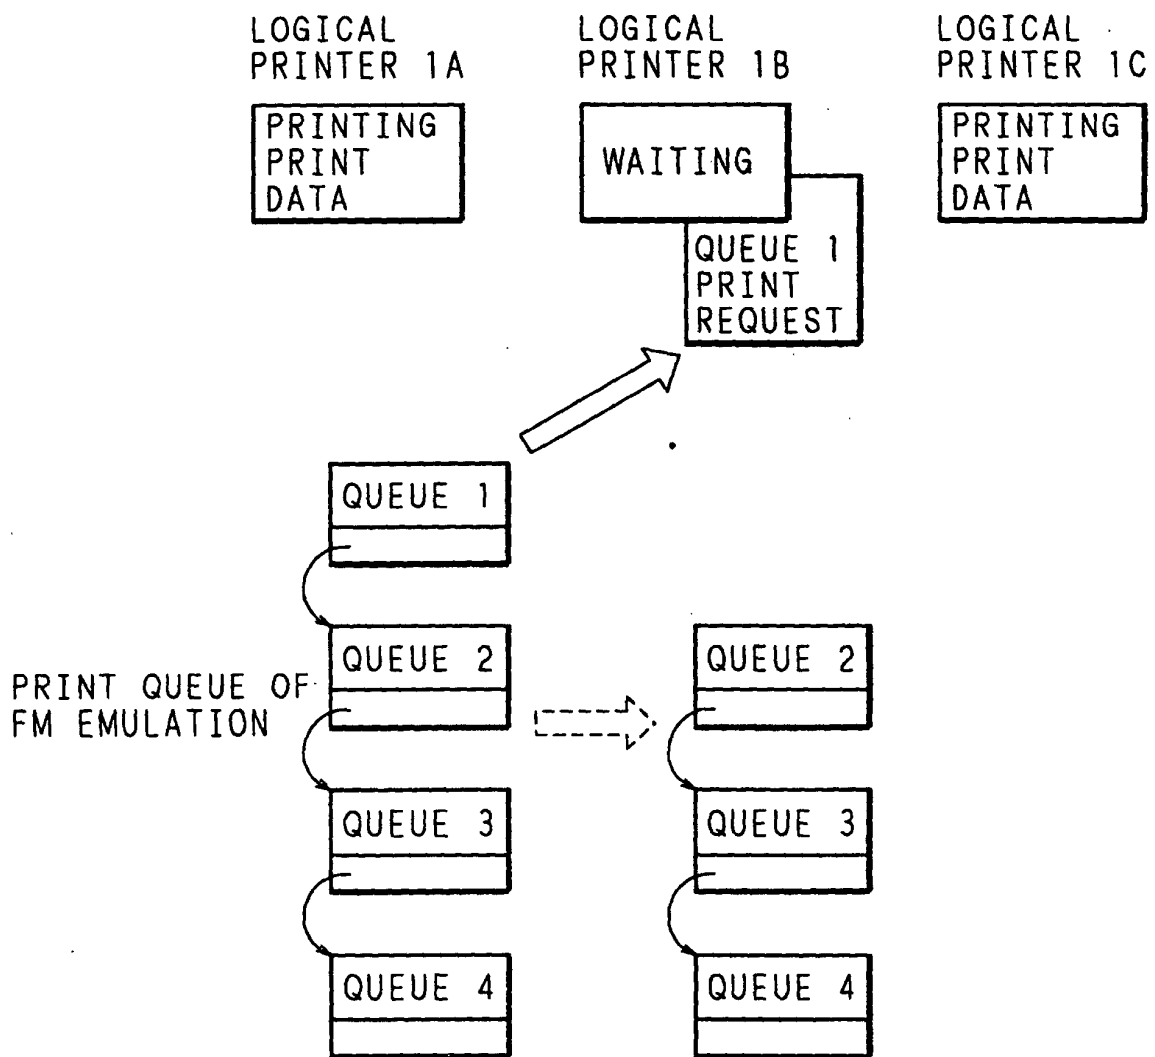 LOGICAL
PRINTER 1A
LOGICAL
PRINTER 1B
LOGICAL
PRINTER 1C
PRINTING
PRINT
DATA
WAITING
PRINTING
PRINT
DATA
QUEUE 1
PRINT
REQUEST
QUEUE 1
QUEUE 2
QUEUE 2
PRINT QUEUE OF
FM EMULATION
QUEUE 3
QUEUE 3
QUEUE 4
QUEUE 4